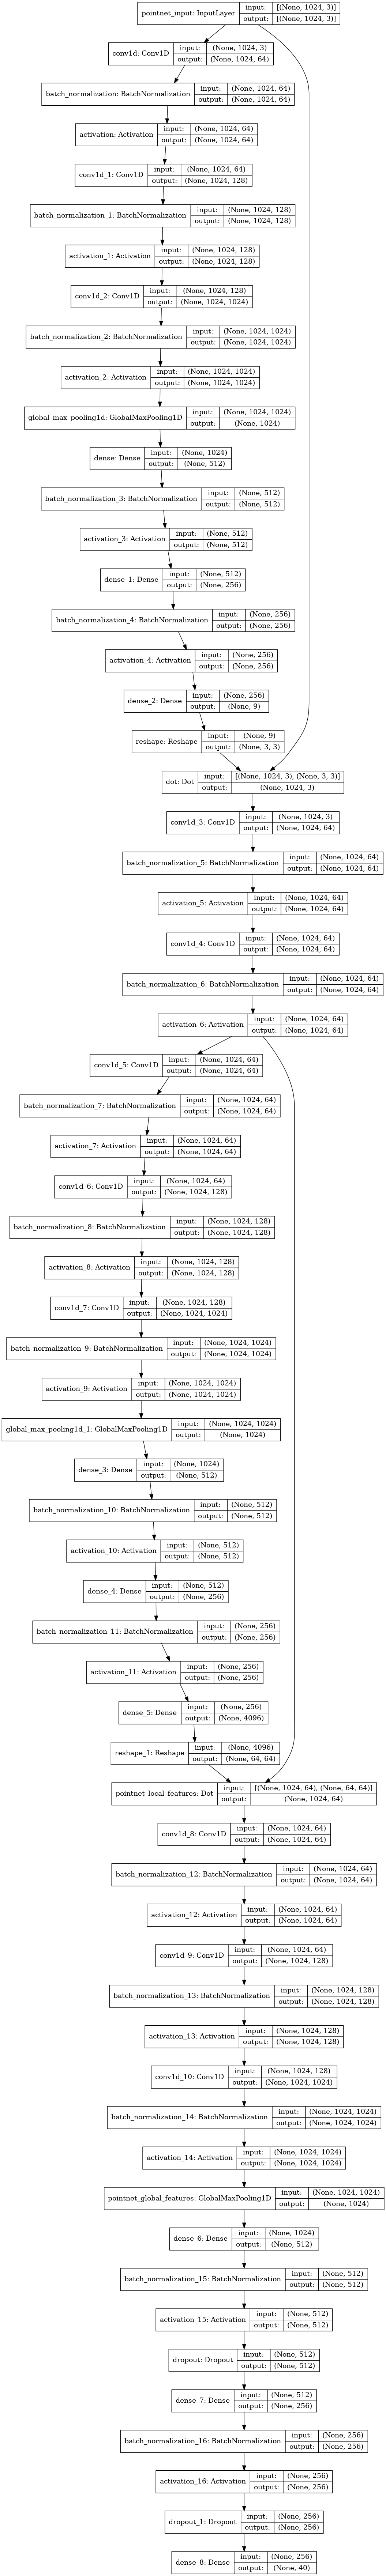 pointnet_input: InputLayer input: [(None, 1024, 3)]
output: [(None, 1024, 3)]
conv1d: Conv1D input: (None, 1024, 3)
output: (None, 1024, 64)
batch_normalization: BatchNormalization input: (None, 1024, 64)
output: (None, 1024, 64)
activation: Activation input: (None, 1024, 64)
output: (None, 1024, 64)
conv1d_1: Conv1D input: (None, 1024, 64)
output: (None, 1024, 128)
batch_normalization_1: BatchNormalization input: (None, 1024, 128)
output: (None, 1024, 128)
activation_1: Activation input: (None, 1024, 128)
output: (None, 1024, 128)
conv1d_2: Conv1D input: (None, 1024, 128)
output: (None, 1024, 1024)
batch_normalization_2: BatchNormalization input: (None, 1024, 1024)
output: (None, 1024, 1024)
activation_2: Activation input: (None, 1024, 1024)
output: (None, 1024, 1024)
global_max_pooling1d: GlobalMaxPooling1D input: (None, 1024, 1024)
output: (None, 1024)
dense: Dense input: (None, 1024)
output: (None, 512)
batch_normalization_3: BatchNormalization input: (None, 512)
output: (None, 512)
activation_3: Activation input: (None, 512)
output: (None, 512)
dense_1: Dense input: (None, 512)
output: (None, 256)
batch_normalization_4: BatchNormalization input: (None, 256)
output: (None, 256)
activation_4: Activation input: (None, 256)
output: (None, 256)
dense_2: Dense input: (None, 256)
output: (None, 9)
reshape: Reshape input: (None, 9)
output: (None, 3, 3)
dot: Dot input: [(None, 1024, 3), (None, 3, 3)]
output: (None, 1024, 3)
conv1d_3: Conv1D input: (None, 1024, 3)
output: (None, 1024, 64)
batch_normalization_5: BatchNormalization input: (None, 1024, 64)
output: (None, 1024, 64)
activation_5: Activation input: (None, 1024, 64)
output: (None, 1024, 64)
conv1d_4: Conv1D input: (None, 1024, 64)
output: (None, 1024, 64)
batch_normalization_6: BatchNormalization input: (None, 1024, 64)
output: (None, 1024, 64)
activation_6: Activation input: (None, 1024, 64)
output: (None, 1024, 64)
conv1d_5: Conv1D input: (None, 1024, 64)
output: (None, 1024, 64)
batch_normalization_7: BatchNormalization input: (None, 1024, 64)
output: (None, 1024, 64)
activation_7: Activation input: (None, 1024, 64)
output: (None, 1024, 64)
conv1d_6: Conv1D input: (None, 1024, 64)
output: (None, 1024, 128)
batch_normalization_8: BatchNormalization input: (None, 1024, 128)
output: (None, 1024, 128)
activation_8: Activation input: (None, 1024, 128)
output: (None, 1024, 128)
conv1d_7: Conv1D input: (None, 1024, 128)
output: (None, 1024, 1024)
batch_normalization_9: BatchNormalization input: (None, 1024, 1024)
output: (None, 1024, 1024)
activation_9: Activation input: (None, 1024, 1024)
output: (None, 1024, 1024)
global_max_pooling1d_1: GlobalMaxPooling1D input: (None, 1024, 1024)
output: (None, 1024)
dense_3: Dense input: (None, 1024)
output: (None, 512)
batch_normalization_10: BatchNormalization input: (None, 512)
output: (None, 512)
activation_10: Activation input: (None, 512)
output: (None, 512)
dense_4: Dense input: (None, 512)
output: (None, 256)
batch_normalization_11: BatchNormalization input: (None, 256)
output: (None, 256)
activation_11: Activation input: (None, 256)
output: (None, 256)
dense_5: Dense input: (None, 256)
output: (None, 4096)
reshape_1: Reshape input: (None, 4096)
output: (None, 64, 64)
pointnet_local_features: Dot input: [(None, 1024, 64), (None, 64, 64)]
output: (None, 1024, 64)
conv1d_8: Conv1D input: (None, 1024, 64)
output: (None, 1024, 64)
batch_normalization_12: BatchNormalization input: (None, 1024, 64)
output: (None, 1024, 64)
activation_12: Activation input: (None, 1024, 64)
output: (None, 1024, 64)
conv1d_9: Conv1D input: (None, 1024, 64)
output: (None, 1024, 128)
batch_normalization_13: BatchNormalization input: (None, 1024, 128)
output: (None, 1024, 128)
activation_13: Activation input: (None, 1024, 128)
output: (None, 1024, 128)
conv1d_10: Conv1D input: (None, 1024, 128)
output: (None, 1024, 1024)
batch_normalization_14: BatchNormalization input: (None, 1024, 1024)
output: (None, 1024, 1024)
activation_14: Activation input: (None, 1024, 1024)
output: (None, 1024, 1024)
pointnet_global_features: GlobalMaxPooling1D input: (None, 1024, 1024)
output: (None, 1024)
dense_6: Dense input: (None, 1024)
output: (None, 512)
batch_normalization_15: BatchNormalization input: (None, 512)
output: (None, 512)
activation_15: Activation input: (None, 512)
output: (None, 512)
dropout: Dropout input: (None, 512)
output: (None, 512)
dense_7: Dense input: (None, 512)
output: (None, 256)
batch_normalization_16: BatchNormalization input: (None, 256)
output: (None, 256)
activation_16: Activation input: (None, 256)
output: (None, 256)
dropout_1: Dropout input: (None, 256)
output: (None, 256)
dense_8: Dense input: (None, 256)
output: (None, 40)